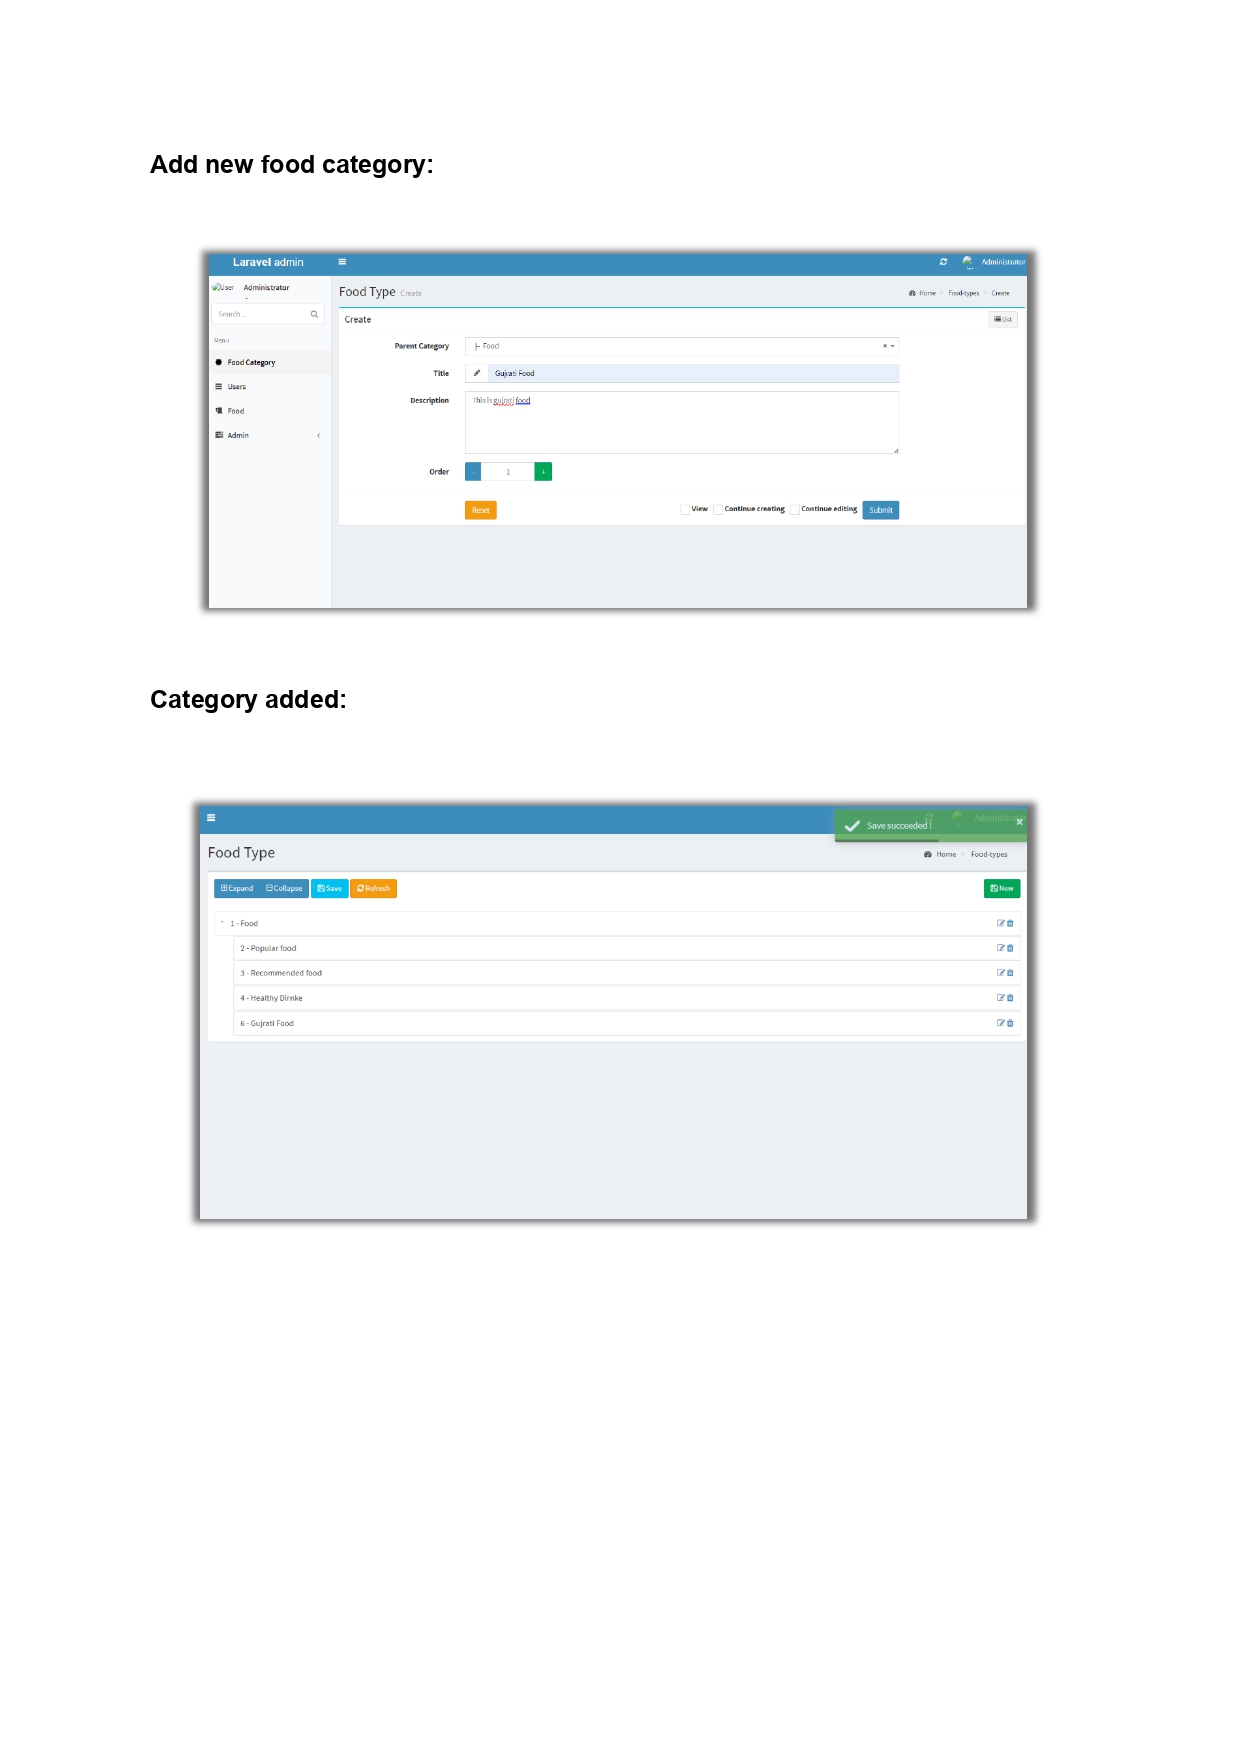 Add new food category:
Laravel admin
Administrator
User
Administrator
Search...
Menu
Food Category
Users
Food
Admin
Food Type Create
Home > Food-types > Create
Create
List
Parent Category
├ Food
× 
Title
Gujrati Food
Description
This is gujrati food
Order
-
1
+
Reset
View
Continue creating
Continue editing
Submit
Category added:
Save succeeded !
×
Administrator
Food Type
Home > Food-types
Expand
Collapse
Save
Refresh
New
1 - Food
2 - Popular food
3 - Recommended food
4 - Healthy Dirnke
6 - Gujrati Food